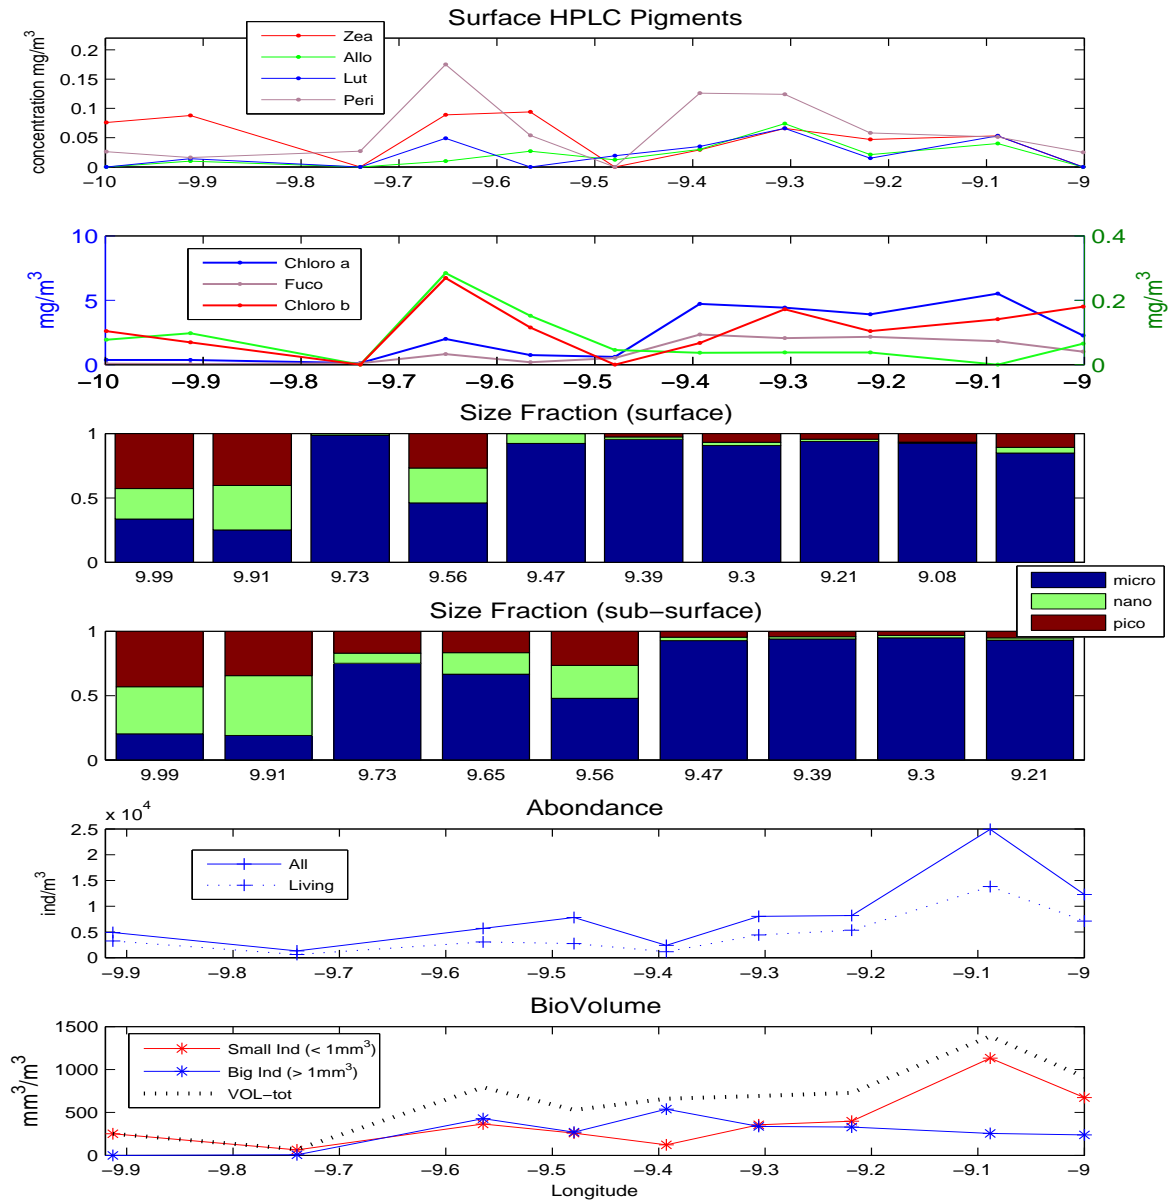 Surface HPLC Pigments
concentration mg/m³
0.2
0.15
0.1
0.05
0
Zea
Allo
Lut
Peri
−10 −9.9 −9.8 −9.7 −9.6 −9.5 −9.4 −9.3 −9.2 −9.1 −9
mg/m³
10
5
0
Chloro a
Fuco
Chloro b
0.4
0.2
0
mg/m³
−10 −9.9 −9.8 −9.7 −9.6 −9.5 −9.4 −9.3 −9.2 −9.1 −9
Size Fraction (surface)
1
0.5
0
9.99 9.91 9.73 9.56 9.47 9.39 9.3 9.21 9.08
micro
nano
pico
Size Fraction (sub−surface)
1
0.5
0
9.99 9.91 9.73 9.65 9.56 9.47 9.39 9.3 9.21
Abondance
x 10⁴
ind/m³
2.5
2
1.5
1
0.5
0
All
Living
−9.9 −9.8 −9.7 −9.6 −9.5 −9.4 −9.3 −9.2 −9.1 −9
BioVolume
mm³/m³
1500
1000
500
0
Small Ind (< 1mm³)
Big Ind (> 1mm³)
VOL−tot
−9.9 −9.8 −9.7 −9.6 −9.5 −9.4 −9.3 −9.2 −9.1 −9
Longitude